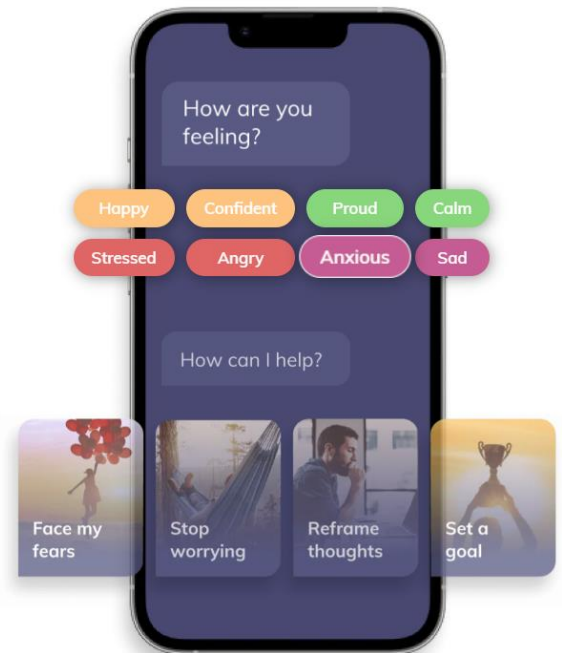 How are you
feeling?
Happy Confident Proud Calm
Stressed Angry Anxious Sad
How can I help?
Face my
fears
Stop
worrying
Reframe
thoughts
Set a
goal